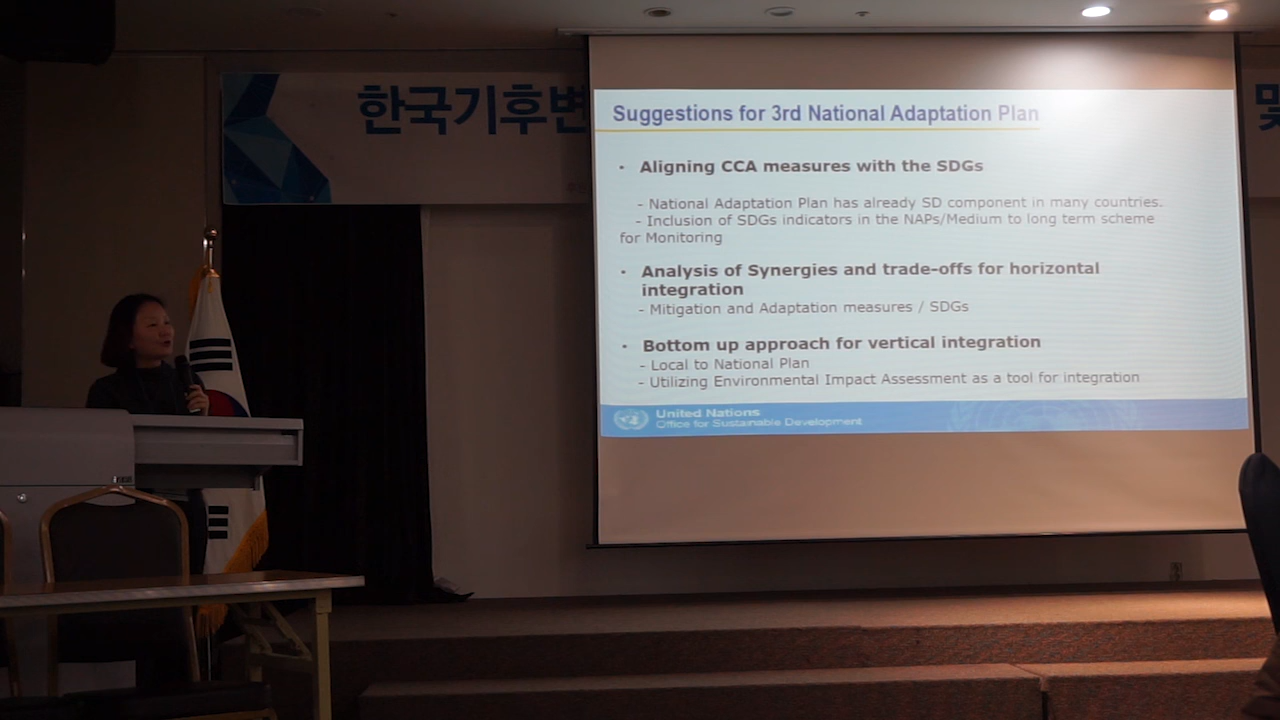 한국기후변
및
Suggestions for 3rd National Adaptation Plan
• Aligning CCA measures with the SDGs
- National Adaptation Plan has already SD component in many countries.
- Inclusion of SDGs indicators in the NAPs/Medium to long term scheme
for Monitoring
• Analysis of Synergies and trade-offs for horizontal
integration
- Mitigation and Adaptation measures / SDGs
• Bottom up approach for vertical integration
- Local to National Plan
- Utilizing Environmental Impact Assessment as a tool for integration
United Nations
Office for Sustainable Development